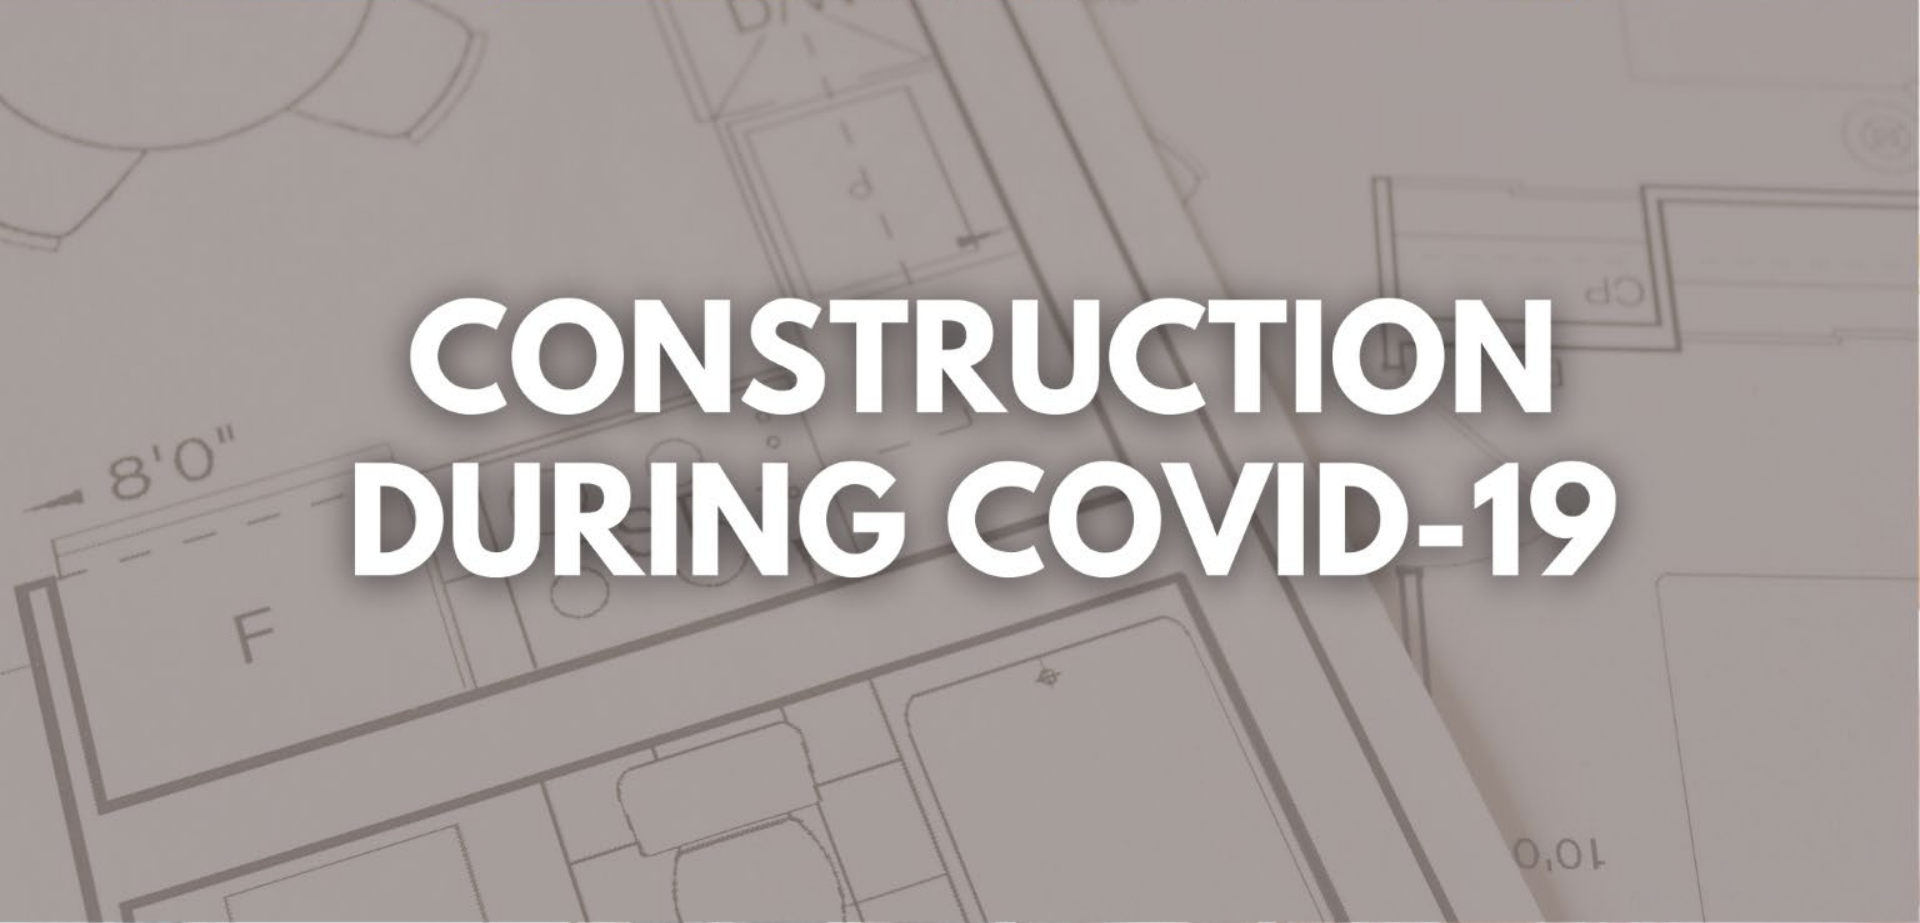 D/W
P
CP
CONSTRUCTION
8'0"
DURING COVID-19
F
10'0